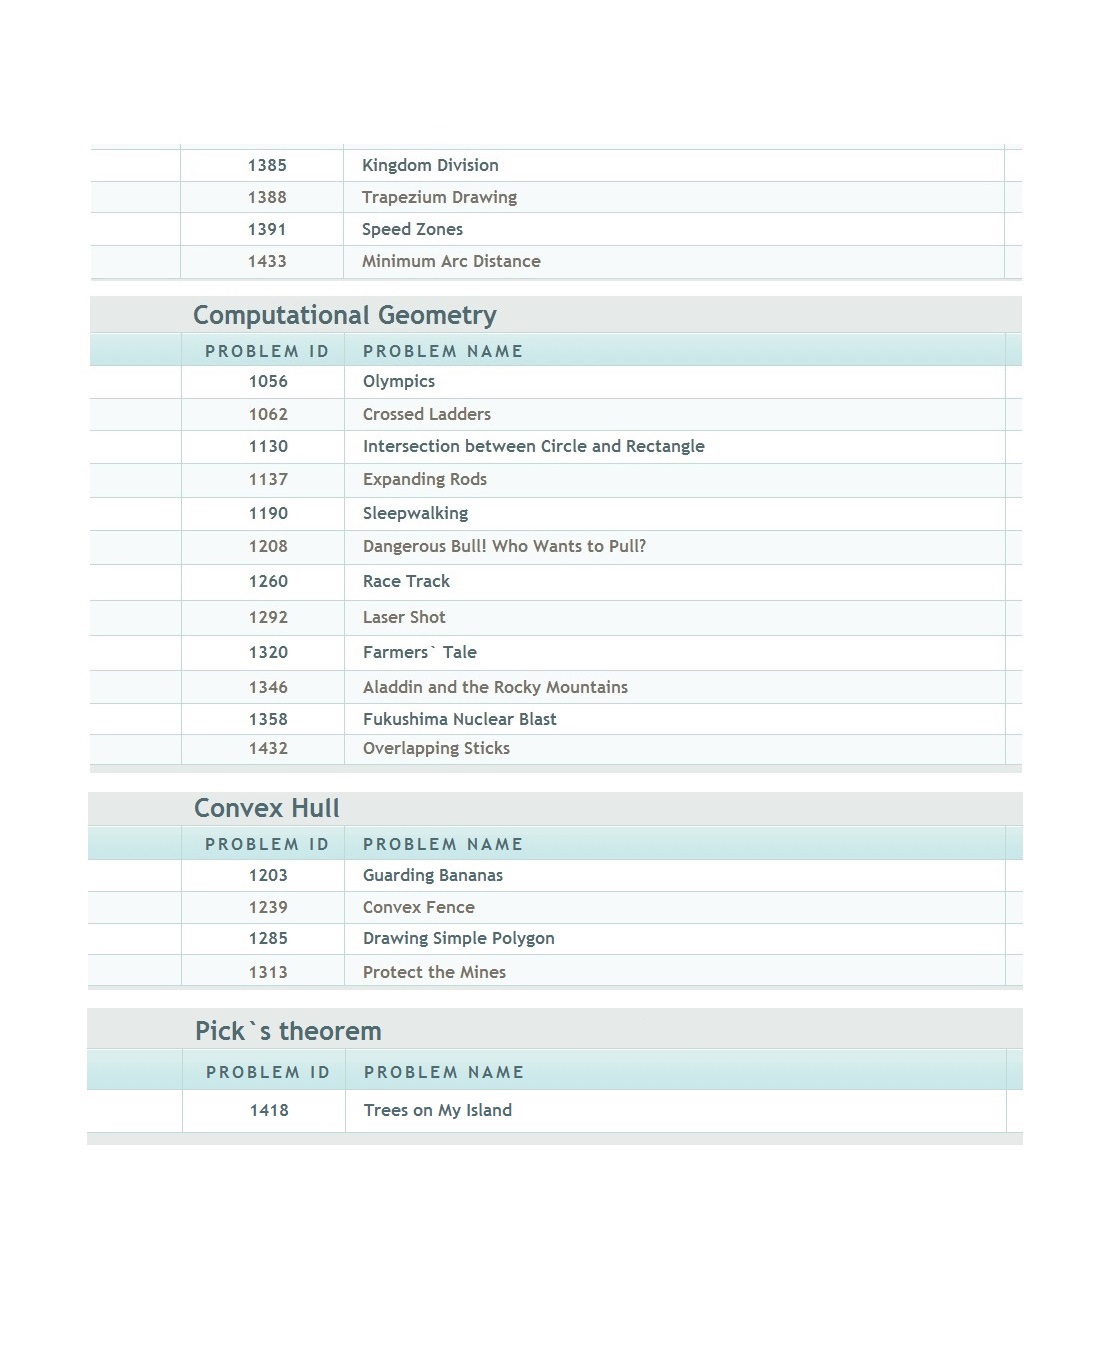 1385 Kingdom Division
1388 Trapezium Drawing
1391 Speed Zones
1433 Minimum Arc Distance
Computational Geometry
PROBLEM ID PROBLEM NAME
1056 Olympics
1062 Crossed Ladders
1130 Intersection between Circle and Rectangle
1137 Expanding Rods
1190 Sleepwalking
1208 Dangerous Bull! Who Wants to Pull?
1260 Race Track
1292 Laser Shot
1320 Farmers` Tale
1346 Aladdin and the Rocky Mountains
1358 Fukushima Nuclear Blast
1432 Overlapping Sticks
Convex Hull
PROBLEM ID PROBLEM NAME
1203 Guarding Bananas
1239 Convex Fence
1285 Drawing Simple Polygon
1313 Protect the Mines
Pick`s theorem
PROBLEM ID PROBLEM NAME
1418 Trees on My Island